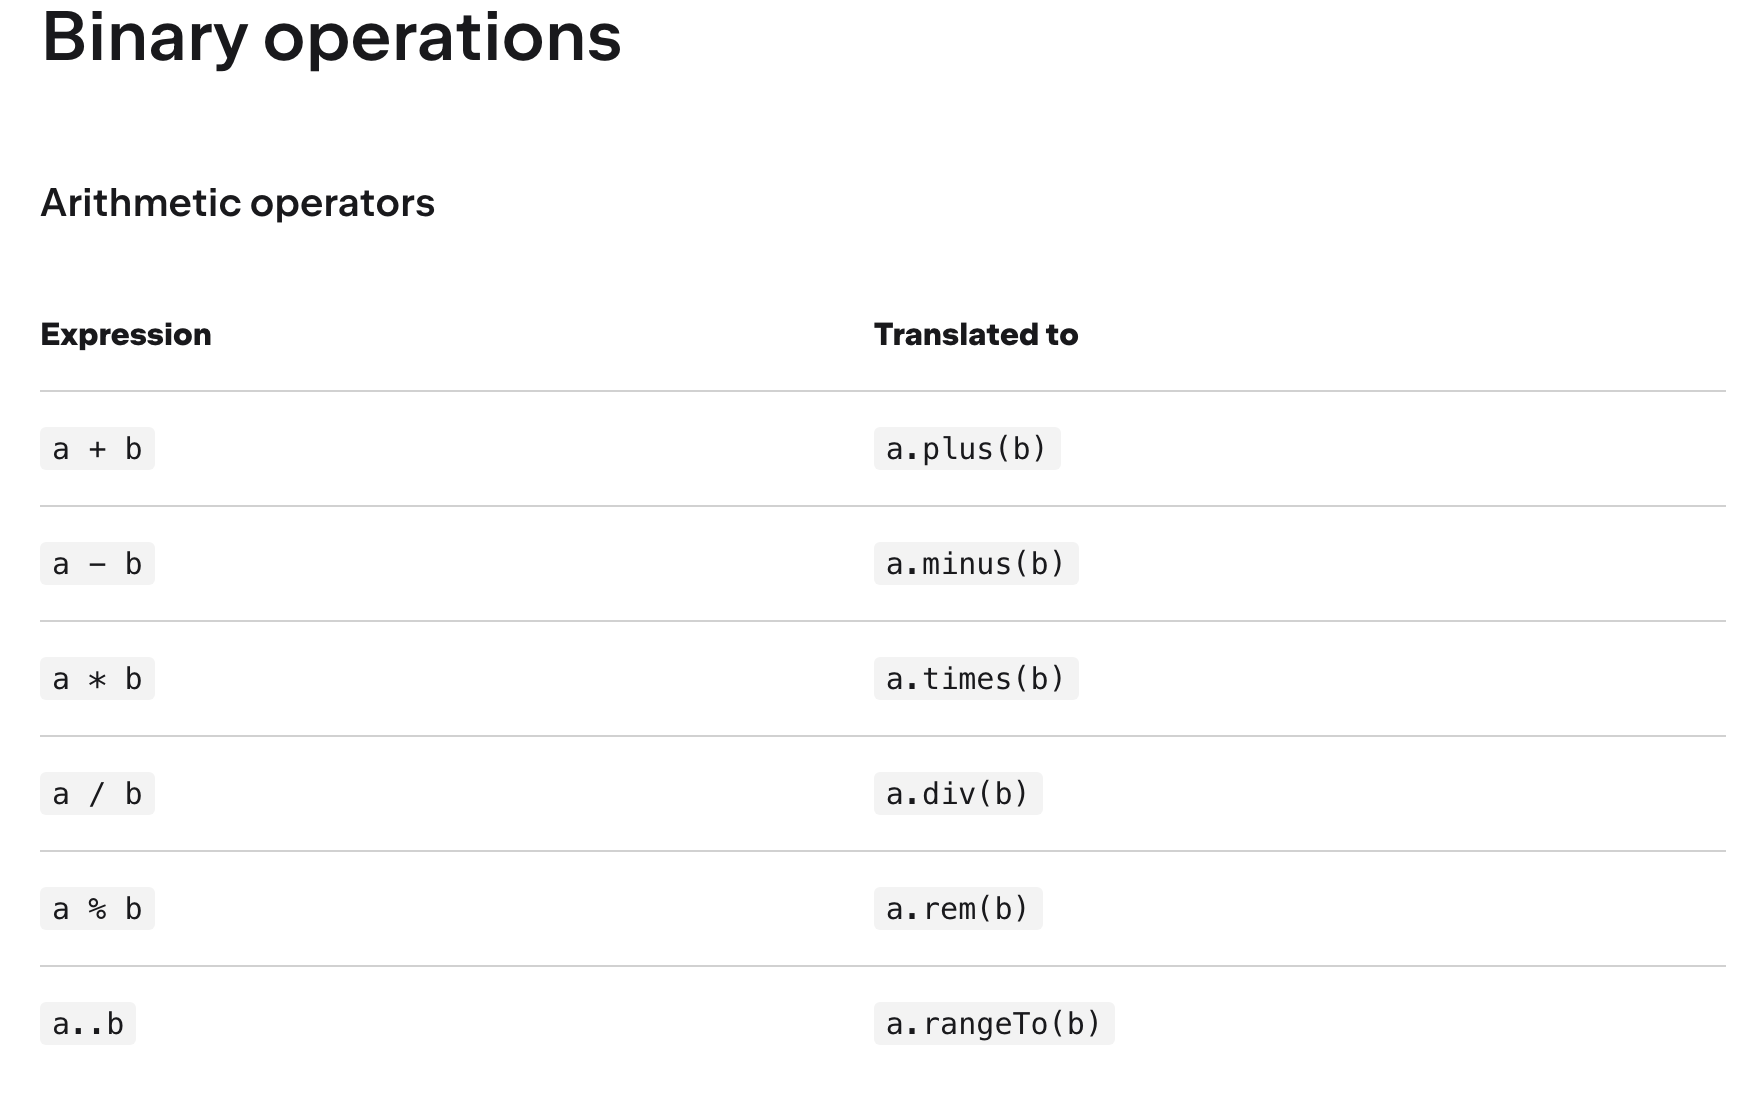 Binary operations
Arithmetic operators
Expression Translated to
a + b a.plus(b)
a - b a.minus(b)
a * b a.times(b)
a / b a.div(b)
a % b a.rem(b)
a..b a.rangeTo(b)